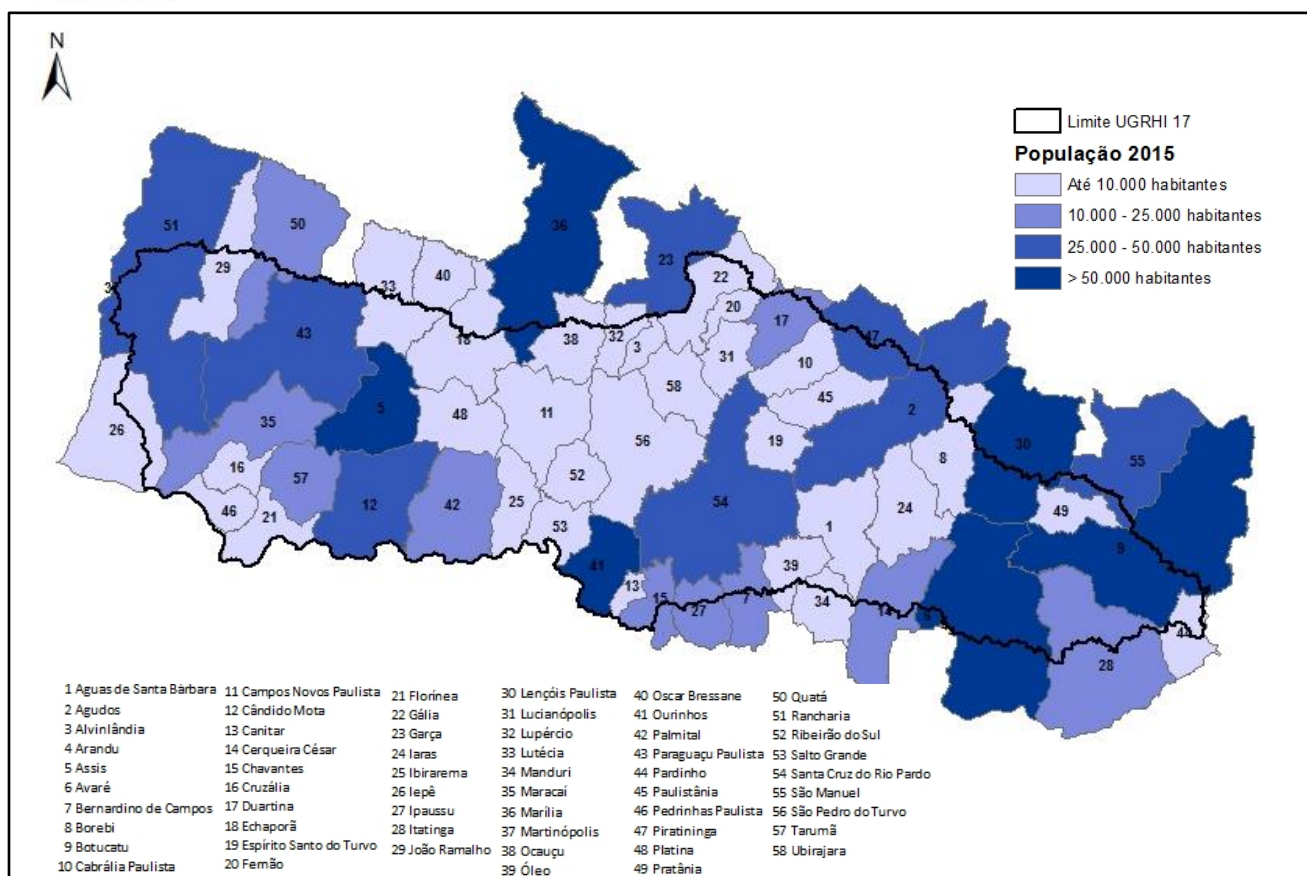 N
Limite UGRHI 17
População 2015
Até 10.000 habitantes
10.000 - 25.000 habitantes
25.000 - 50.000 habitantes
> 50.000 habitantes
36
51
50
23
29
40
22
33
20
17
47
43
18
38
32
3
31
10
58
5
45
2
48
11
26
35
56
19
30
8
55
16
57
52
12
42
25
54
24
49
46
21
53
1
9
41
39
13
15
27
7
34
14
6
44
28
1 Aguas de Santa Bárbara
2 Agudos
3 Alvinlândia
4 Arandu
5 Assis
6 Avaré
7 Bernardino de Campos
8 Borebi
9 Botucatu
10 Cabrália Paulista
11 Campos Novos Paulista
12 Cândido Mota
13 Canitar
14 Cerqueira César
15 Chavantes
16 Cruzália
17 Duartina
18 Echaporã
19 Espírito Santo do Turvo
20 Fernão
21 Florínea
22 Gália
23 Garça
24 Iaras
25 Ibirarema
26 Iepê
27 Ipaussu
28 Itatinga
29 João Ramalho
30 Lençóis Paulista
31 Lucianópolis
32 Lupércio
33 Lutécia
34 Manduri
35 Maracaí
36 Marília
37 Martinópolis
38 Ocauçu
39 Óleo
40 Oscar Bressane
41 Ourinhos
42 Palmital
43 Paraguaçu Paulista
44 Pardinho
45 Paulistânia
46 Pedrinhas Paulista
47 Piratininga
48 Platina
49 Pratânia
50 Quatá
51 Rancharia
52 Ribeirão do Sul
53 Salto Grande
54 Santa Cruz do Rio Pardo
55 São Manuel
56 São Pedro do Turvo
57 Tarumã
58 Ubirajara